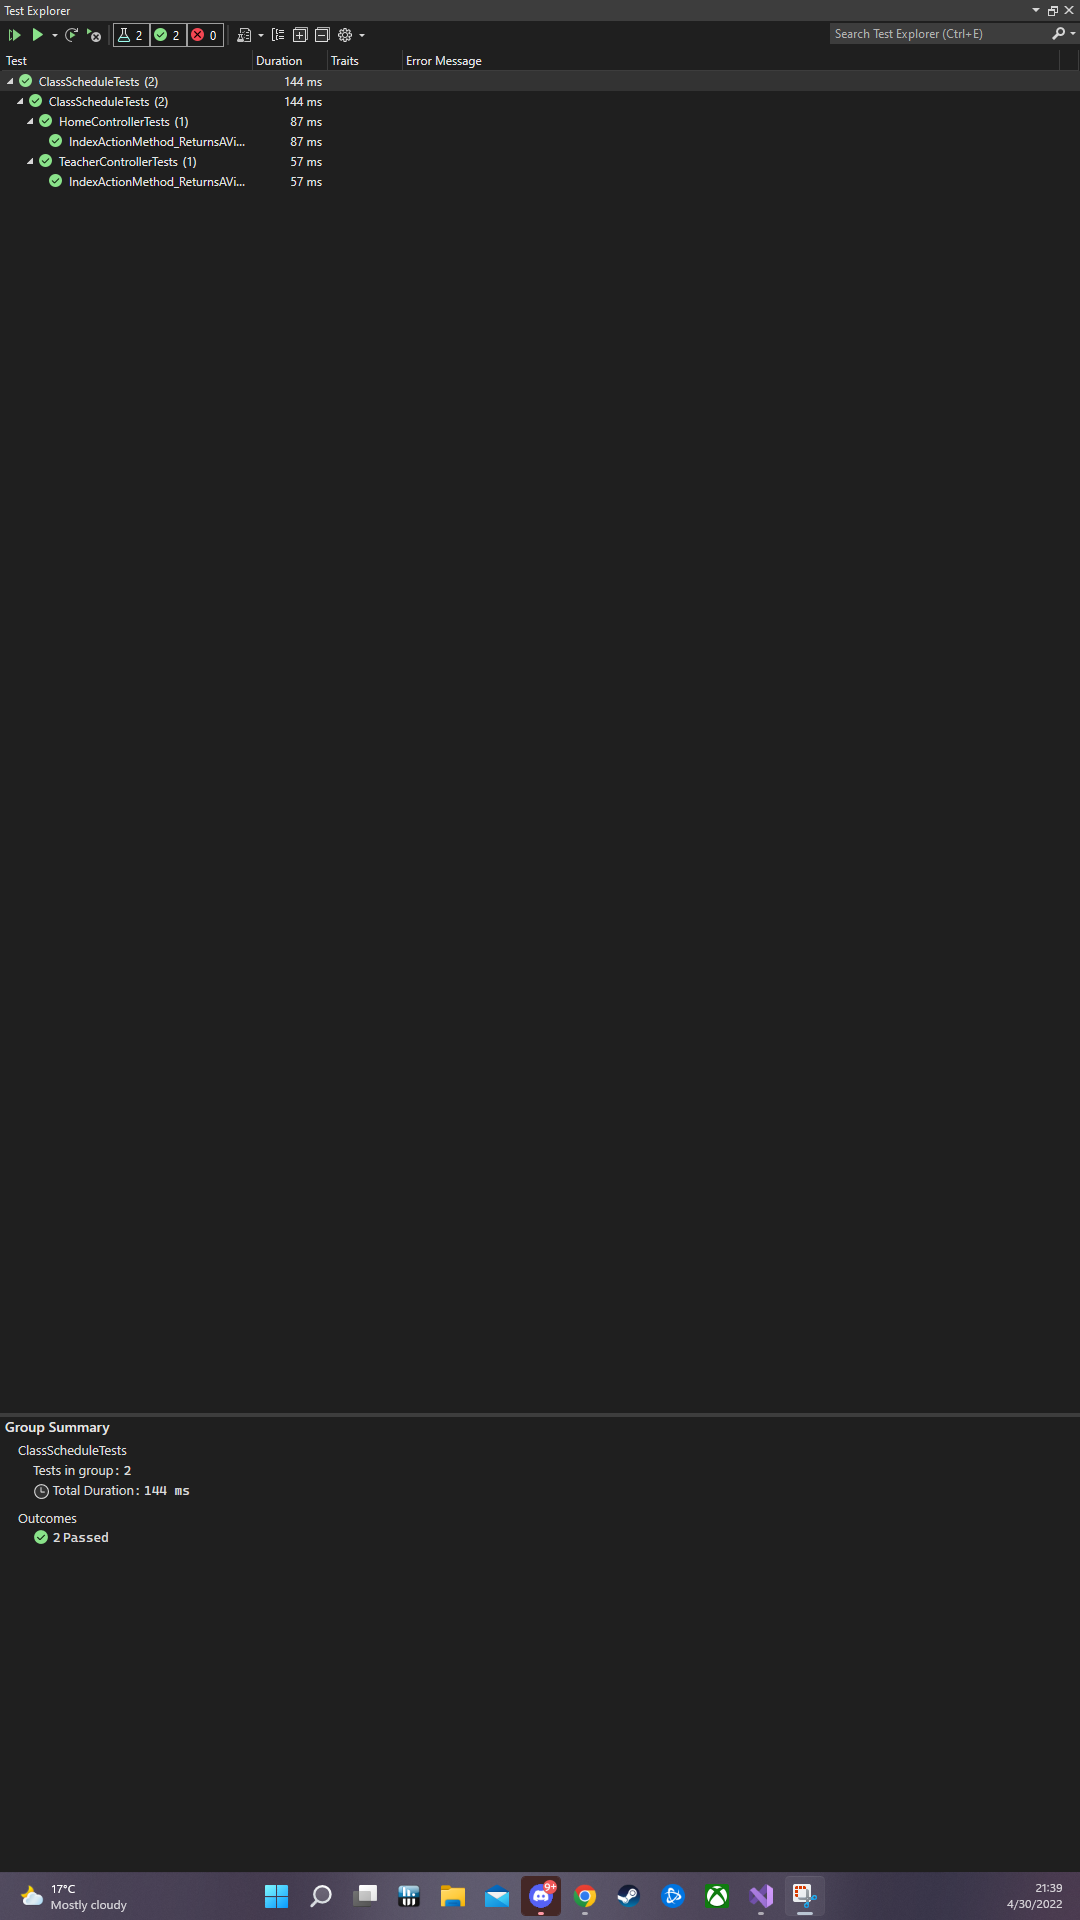 Test Explorer
2 2 0
Search Test Explorer (Ctrl+E)
Test Duration Traits Error Message
ClassScheduleTests (2) 144 ms
ClassScheduleTests (2) 144 ms
HomeControllerTests (1) 87 ms
IndexActionMethod_ReturnsAVi... 87 ms
TeacherControllerTests (1) 57 ms
IndexActionMethod_ReturnsAVi... 57 ms
Group Summary
ClassScheduleTests
Tests in group: 2
Total Duration: 144 ms
Outcomes
2 Passed
17°C
Mostly cloudy
9+
21:39
4/30/2022